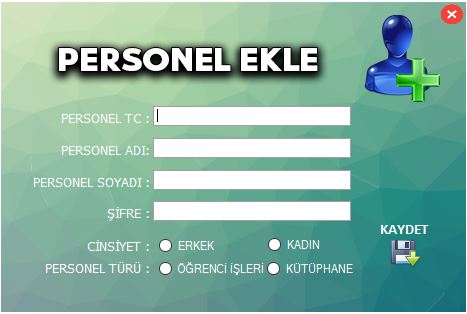 PERSONEL EKLE
PERSONEL TC :
PERSONEL ADI:
PERSONEL SOYADI :
ŞİFRE :
CİNSİYET : ERKEK KADIN
PERSONEL TÜRÜ : ÖĞRENCİ İŞLERİ KÜTÜPHANE
KAYDET